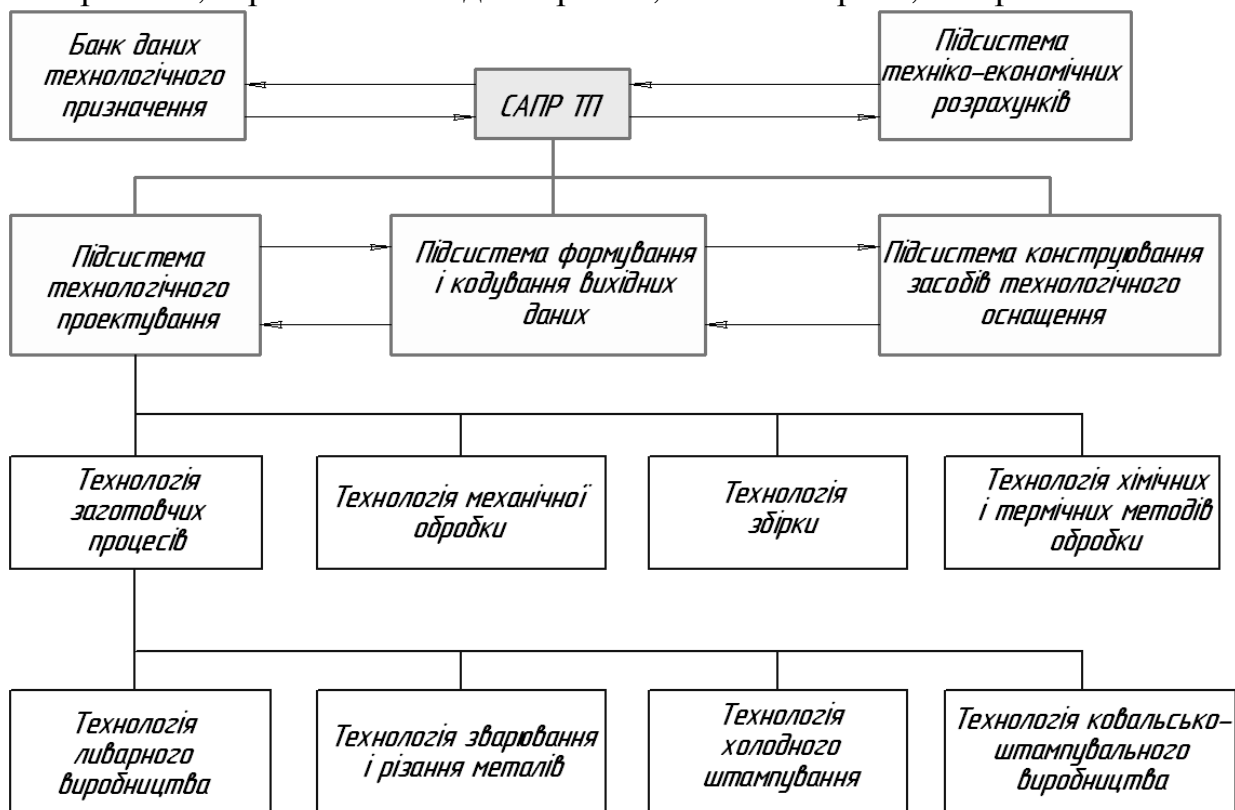 Банк даних
технологічного
призначення
САПР ТП
Підсистема
техніко-економічних
розрахунків
Підсистема
технологічного
проектування
Підсистема формування
і кодування вихідних
даних
Підсистема конструювання
засобів технологічного
оснащення
Технологія
заготовчих
процесів
Технологія механічної
обробки
Технологія
збірки
Технологія хімічних
і термічних методів
обробки
Технологія
ливарного
виробництва
Технологія зварювання
і різання металів
Технологія
холодного
штампування
Технологія ковальсько-
штампувального
виробництва